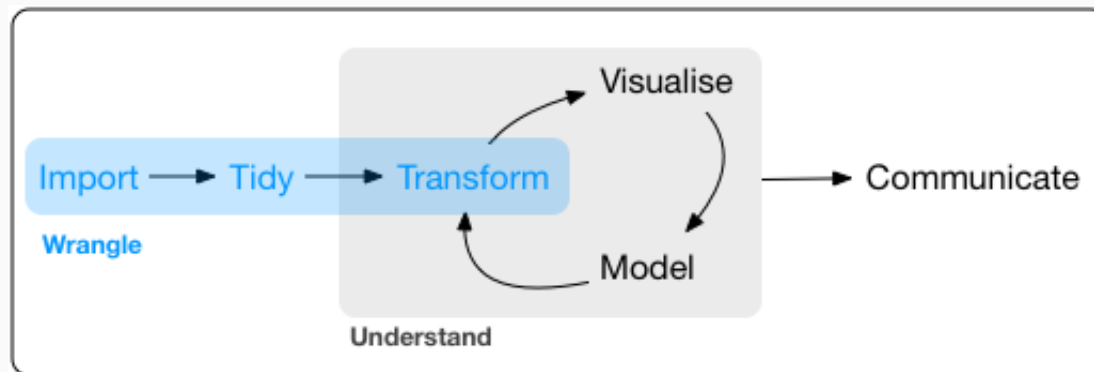 Visualise
Import Tidy Transform
Communicate
Wrangle
Model
Understand